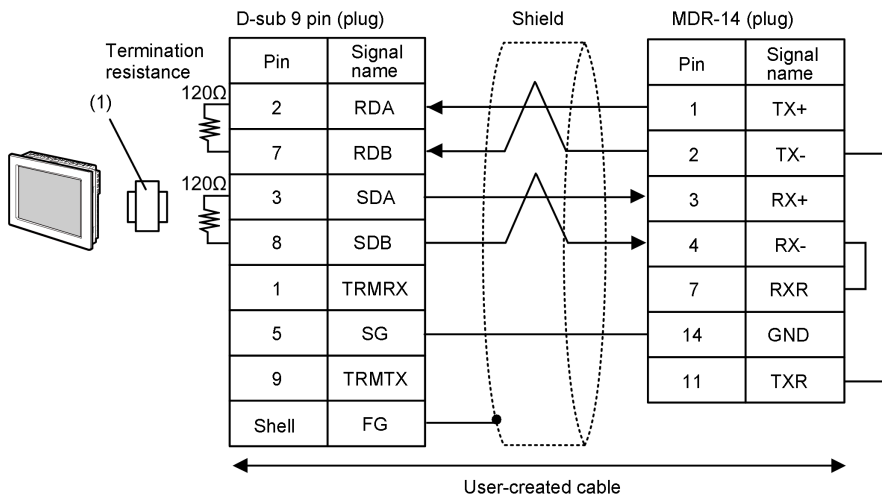 D-sub 9 pin (plug)
Shield
MDR-14 (plug)
Termination
resistance
(1)
Pin
Signal
name
Pin
Signal
name
120Ω
2 RDA
1 TX+
7 RDB
2 TX-
120Ω
3 SDA
3 RX+
8 SDB
4 RX-
1 TRMRX
7 RXR
5 SG
14 GND
9 TRMTX
11 TXR
Shell FG
User-created cable